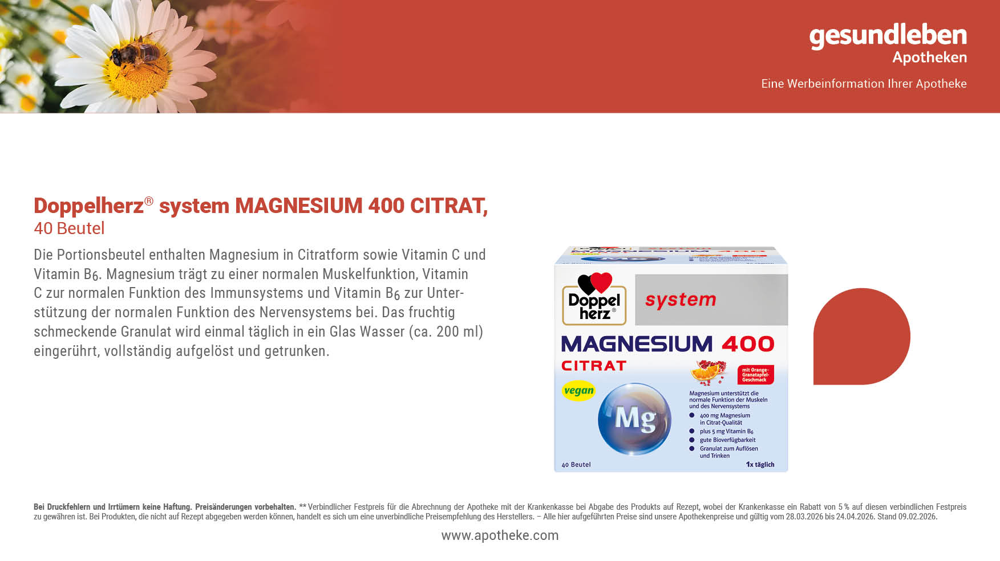 gesundleben
Apotheken
Eine Werbeinformation Ihrer Apotheke
Doppelherz® system MAGNESIUM 400 CITRAT,
40 Beutel
Die Portionsbeutel enthalten Magnesium in Citratform sowie Vitamin C und
Vitamin B6. Magnesium trägt zu einer normalen Muskelfunktion, Vitamin
C zur normalen Funktion des Immunsystems und Vitamin B6 zur Unter-
stützung der normalen Funktion des Nervensystems bei. Das fruchtig
schmeckende Granulat wird einmal täglich in ein Glas Wasser (ca. 200 ml)
eingerührt, vollständig aufgelöst und getrunken.
MAGNESIUM 400
Doppel
herz®
system
MAGNESIUM 400
CITRAT
mit Orange-
Granatapfel-
Geschmack
vegan
Mg
Magnesium unterstützt die
normale Funktion der Muskeln
und des Nervensystems
400 mg Magnesium
in Citrat-Qualität
plus 5 mg Vitamin B6
gute Bioverfügbarkeit
Granulat zum Auflösen
und Trinken
40 Beutel
1x täglich
Bei Druckfehlern und Irrtümern keine Haftung. Preisänderungen vorbehalten. ** Verbindlicher Festpreis für die Abrechnung der Apotheke mit der Krankenkasse bei Abgabe des Produkts auf Rezept, wobei der Krankenkasse ein Rabatt von 5 % auf diesen verbindlichen Festpreis
zu gewähren ist. Bei Produkten, die nicht auf Rezept abgegeben werden können, handelt es sich um eine unverbindliche Preisempfehlung des Herstellers. – Alle hier aufgeführten Preise sind unsere Apothekenpreise und gültig vom 28.03.2026 bis 24.04.2026. Stand 09.02.2026.
www.apotheke.com